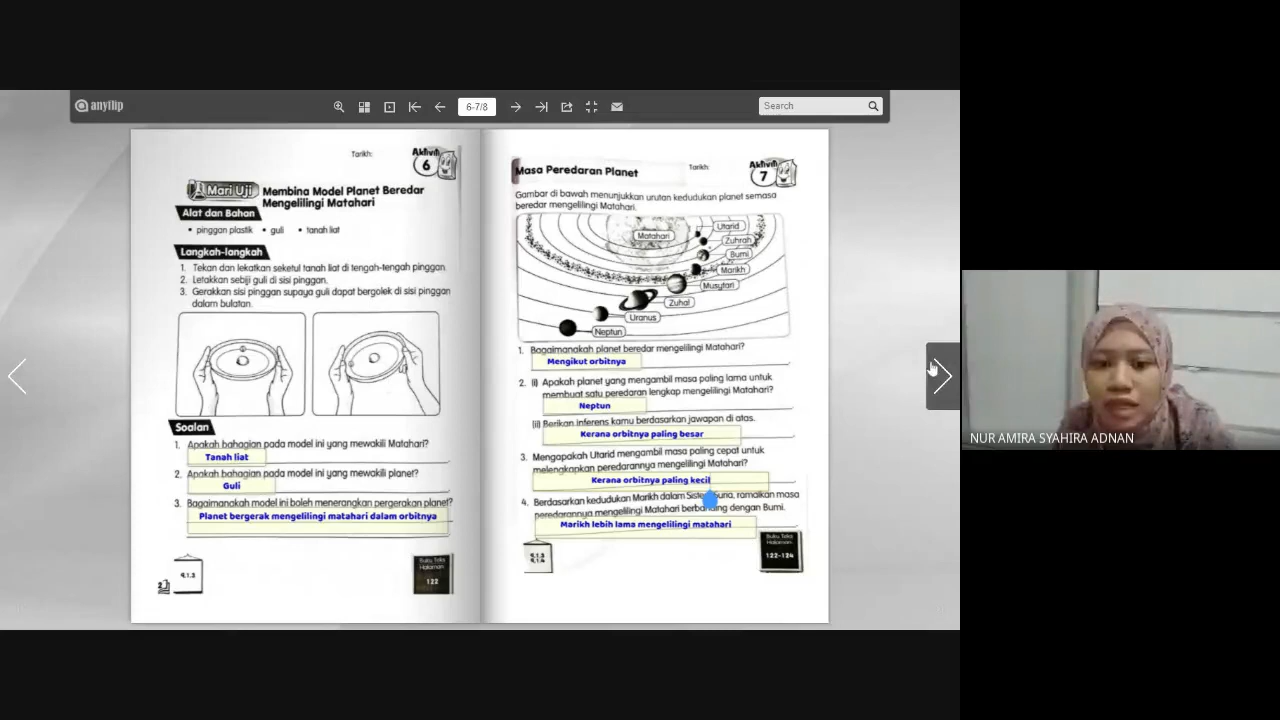 anyflip
6-7/8
Search
Tarikh:
Aktiviti
6
Mari Uji
Membina Model Planet Beredar
Mengelilingi Matahari
Alat dan Bahan
• pinggan plastik • guli • tanah liat
Langkah-langkah
1. Tekan dan lekatkan seketul tanah liat di tengah-tengah pinggan.
2. Letakkan sebiji guli di sisi pinggan.
3. Gerakkan sisi pinggan supaya guli dapat bergolek di sisi pinggan
dalam bulatan.
Soalan
1. Apakah bahagian pada model ini yang mewakili Matahari?
Tanah liat
2. Apakah bahagian pada model ini yang mewakili planet?
Guli
3. Bagaimanakah model ini boleh menerangkan pergerakan planet?
Planet bergerak mengelilingi matahari dalam orbitnya
9.1.3
Buku Teks
Halaman
122
Masa Peredaran Planet
Tarikh:
Aktiviti
7
Gambar di bawah menunjukkan urutan kedudukan planet semasa
beredar mengelilingi Matahari.
Matahari
Utarid
Zuhrah
Bumi
Marikh
Musytari
Zuhal
Uranus
Neptun
1. Bagaimanakah planet beredar mengelilingi Matahari?
Mengikut orbitnya
2. (i) Apakah planet yang mengambil masa paling lama untuk
membuat satu peredaran lengkap mengelilingi Matahari?
Neptun
(ii) Berikan inferens kamu berdasarkan jawapan di atas.
Kerana orbitnya paling besar
3. Mengapakah Utarid mengambil masa paling cepat untuk
melengkapkan peredarannya mengelilingi Matahari?
Kerana orbitnya paling kecil
4. Berdasarkan kedudukan Marikh dalam Sistem Suria, ramalkan masa
peredarannya mengelilingi Matahari berbanding dengan Bumi.
Marikh lebih lama mengelilingi matahari
9.1.3
9.1.4
Buku Teks
Halaman
122-124
NUR AMIRA SYAHIRA ADNAN